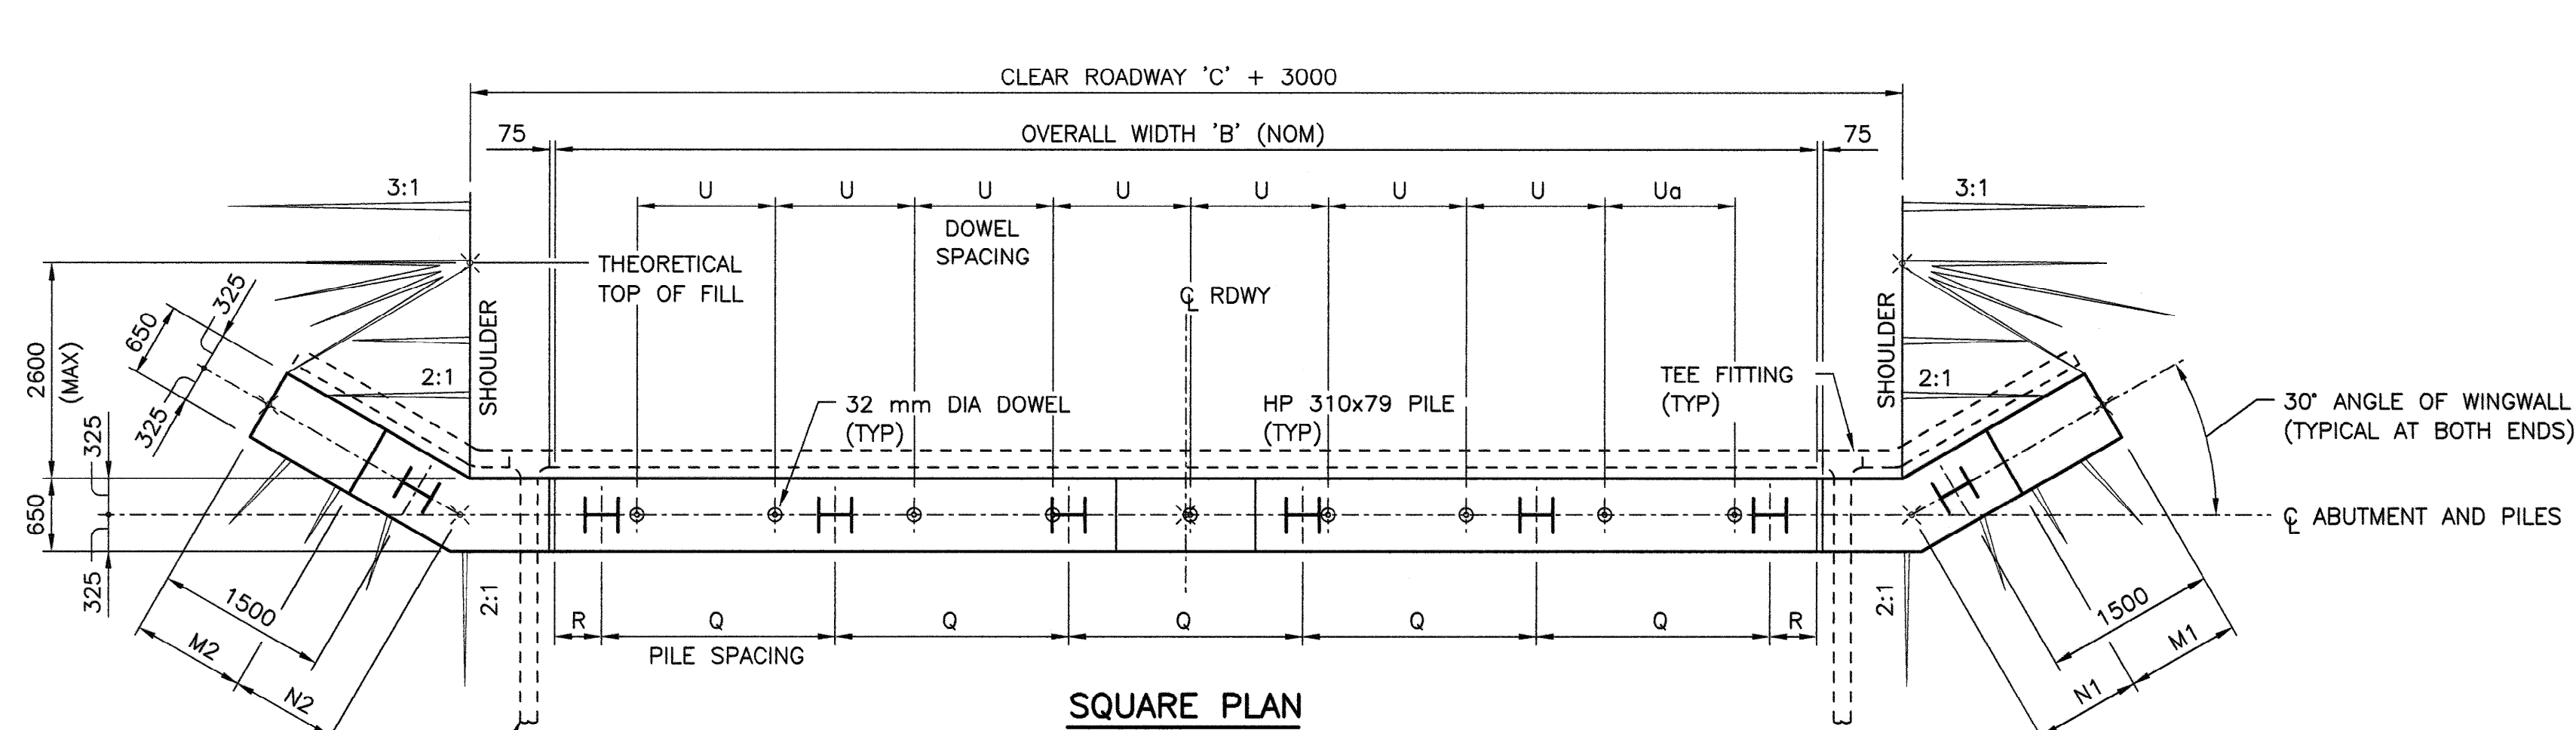 CLEAR ROADWAY 'C' + 3000
75
OVERALL WIDTH 'B' (NOM)
75
3:1
U
U
U
U
U
U
U
Ua
3:1
DOWEL
SPACING
THEORETICAL
TOP OF FILL
℄ RDWY
325
650
325
2600
(MAX)
SHOULDER
SHOULDER
2:1
2:1
32 mm DIA DOWEL
(TYP)
HP 310x79 PILE
(TYP)
TEE FITTING
(TYP)
30° ANGLE OF WINGWALL
(TYPICAL AT BOTH ENDS)
325
650
325
℄ ABUTMENT AND PILES
2:1
2:1
1500
M2
N2
R
Q
Q
Q
Q
Q
R
PILE SPACING
1500
M1
N1
SQUARE PLAN